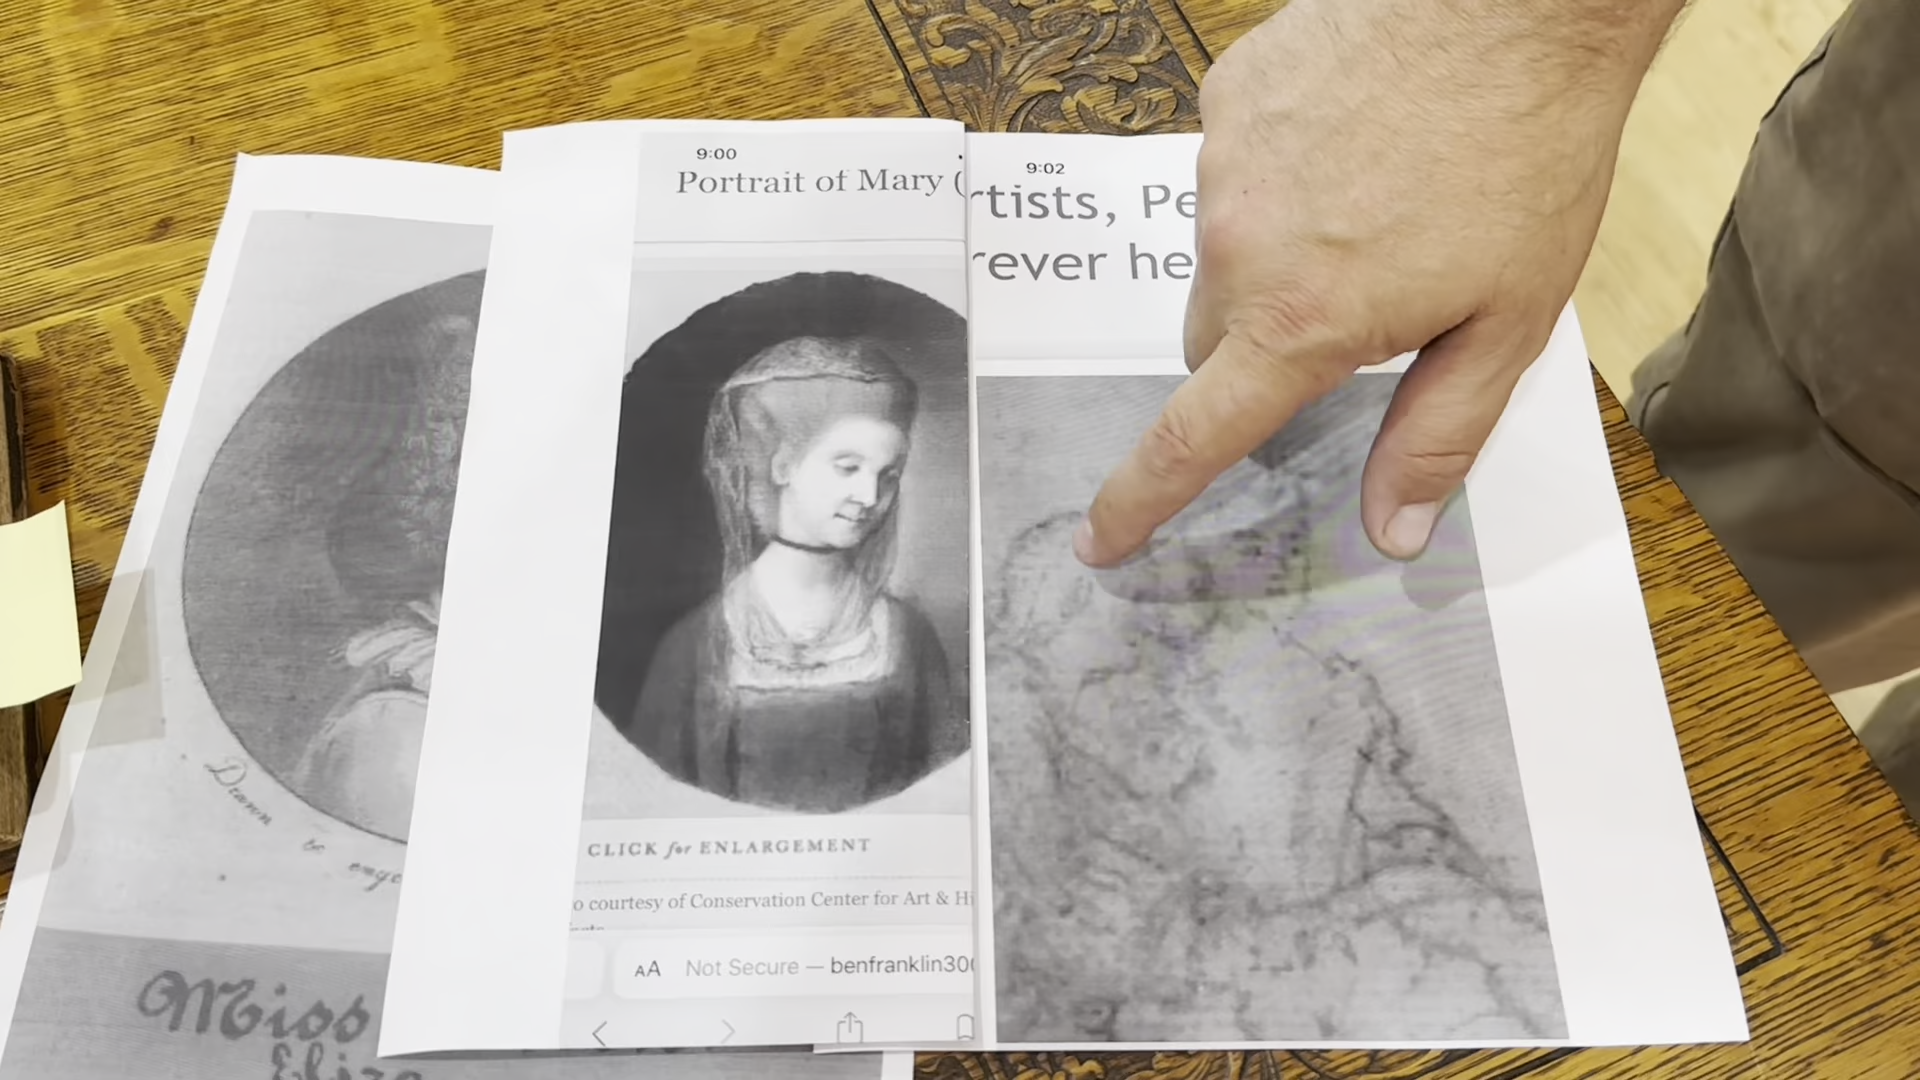 9:00
Portrait of Mary (
CLICK for ENLARGEMENT
o courtesy of Conservation Center for Art & Hi
AA Not Secure — benfranklin30
9:02
rtists, Pe
rever he
Drawn &
Miss
Eliza